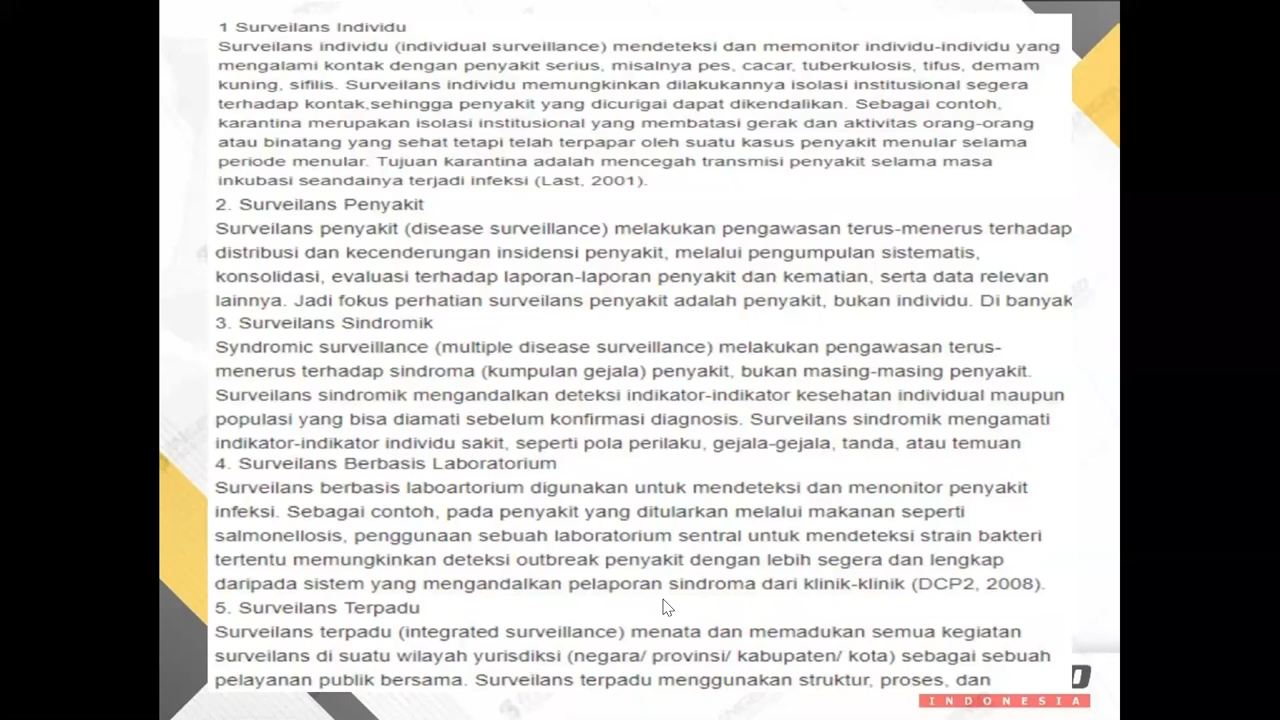 1 Surveilans Individu
Surveilans individu (individual surveillance) mendeteksi dan memonitor individu-individu yang
mengalami kontak dengan penyakit serius, misalnya pes, cacar, tuberkulosis, tifus, demam
kuning, sifilis. Surveilans individu memungkinkan dilakukannya isolasi institusional segera
terhadap kontak,sehingga penyakit yang dicurigai dapat dikendalikan. Sebagai contoh,
karantina merupakan isolasi institusional yang membatasi gerak dan aktivitas orang-orang
atau binatang yang sehat tetapi telah terpapar oleh suatu kasus penyakit menular selama
periode menular. Tujuan karantina adalah mencegah transmisi penyakit selama masa
inkubasi seandainya terjadi infeksi (Last, 2001).
2. Surveilans Penyakit
Surveilans penyakit (disease surveillance) melakukan pengawasan terus-menerus terhadap
distribusi dan kecenderungan insidensi penyakit, melalui pengumpulan sistematis,
konsolidasi, evaluasi terhadap laporan-laporan penyakit dan kematian, serta data relevan
lainnya. Jadi fokus perhatian surveilans penyakit adalah penyakit, bukan individu. Di banyak
3. Surveilans Sindromik
Syndromic surveillance (multiple disease surveillance) melakukan pengawasan terus-
menerus terhadap sindroma (kumpulan gejala) penyakit, bukan masing-masing penyakit.
Surveilans sindromik mengandalkan deteksi indikator-indikator kesehatan individual maupun
populasi yang bisa diamati sebelum konfirmasi diagnosis. Surveilans sindromik mengamati
indikator-indikator individu sakit, seperti pola perilaku, gejala-gejala, tanda, atau temuan
4. Surveilans Berbasis Laboratorium
Surveilans berbasis laboartorium digunakan untuk mendeteksi dan menonitor penyakit
infeksi. Sebagai contoh, pada penyakit yang ditularkan melalui makanan seperti
salmonellosis, penggunaan sebuah laboratorium sentral untuk mendeteksi strain bakteri
tertentu memungkinkan deteksi outbreak penyakit dengan lebih segera dan lengkap
daripada sistem yang mengandalkan pelaporan sindroma dari klinik-klinik (DCP2, 2008).
5. Surveilans Terpadu
Surveilans terpadu (integrated surveillance) menata dan memadukan semua kegiatan
surveilans di suatu wilayah yurisdiksi (negara/ provinsi/ kabupaten/ kota) sebagai sebuah
pelayanan publik bersama. Surveilans terpadu menggunakan struktur, proses, dan
INDONESIA